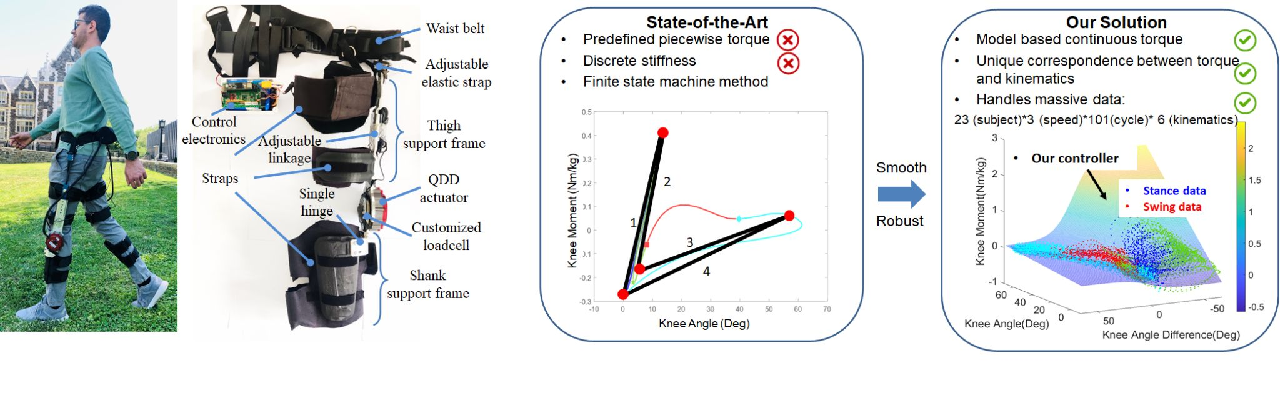 Waist belt
Adjustable
elastic strap
Control
electronics
Adjustable
linkage
Thigh
support frame
Straps
Single
hinge
QDD
actuator
Customized
loadcell
Shank
support frame
State-of-the-Art
• Predefined piecewise torque
• Discrete stiffness
• Finite state machine method
Knee Moment(Nm/kg)
0.5
0.3
0.2
0.1
0
-0.1
-0.2
-0.3
1
2
3
4
-10 0 10 20 30 40 50 60 70
Knee Angle (Deg)
Smooth
Robust
Our Solution
• Model based continuous torque
• Unique correspondence between torque
and kinematics
• Handles massive data:
23 (subject)*3 (speed)*101(cycle)* 6 (kinematics)
• Our controller
• Stance data
• Swing data
Knee Moment(Nm/kg)
3
2
1
0
-1
60
40
20
0
Knee Angle(Deg)
50
0
-50
Knee Angle Difference(Deg)
2
1.5
1
0.5
0
-0.5